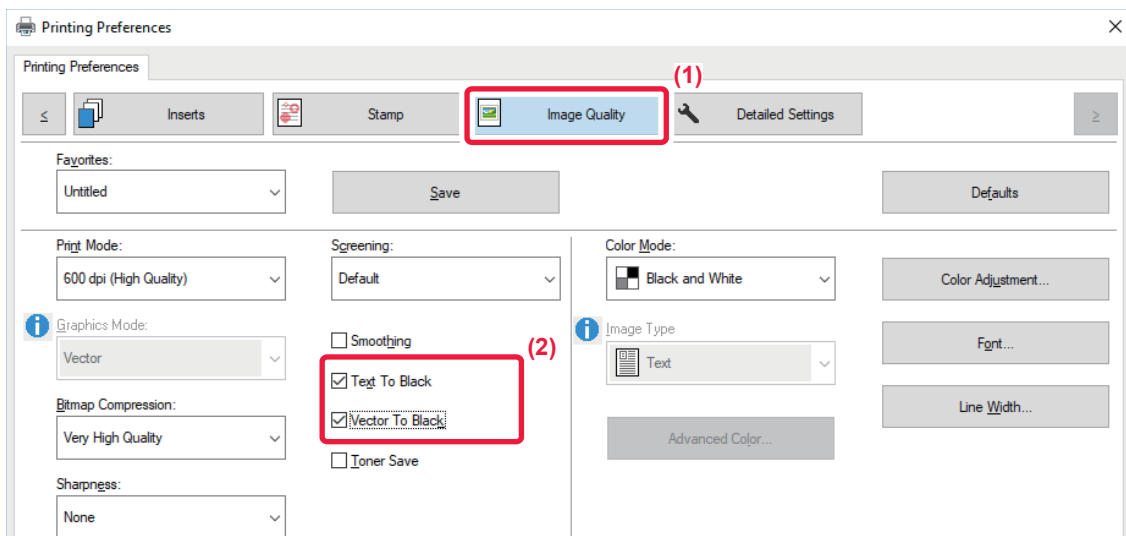 Printing Preferences
Printing Preferences
(1)
≤ Inserts Stamp Image Quality Detailed Settings ≥
Favorites:
Untitled Save Defaults
Print Mode: Screening: Color Mode:
600 dpi (High Quality) Default Black and White Color Adjustment...
Graphics Mode: Smoothing (2) Image Type Font...
Vector Text To Black Text
Bitmap Compression: Vector To Black Line Width...
Very High Quality Toner Save Advanced Color...
Sharpness:
None